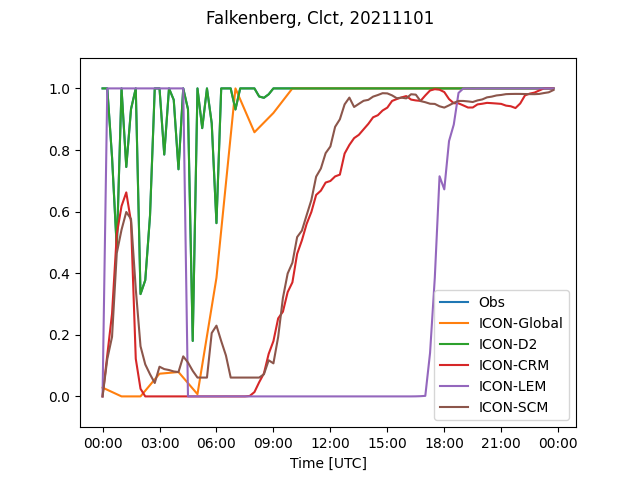 Falkenberg, Clct, 20211101
1.0
0.8
0.6
0.4
0.2
0.0
Obs
ICON-Global
ICON-D2
ICON-CRM
ICON-LEM
ICON-SCM
00:00 03:00 06:00 09:00 12:00 15:00 18:00 21:00 00:00
Time [UTC]